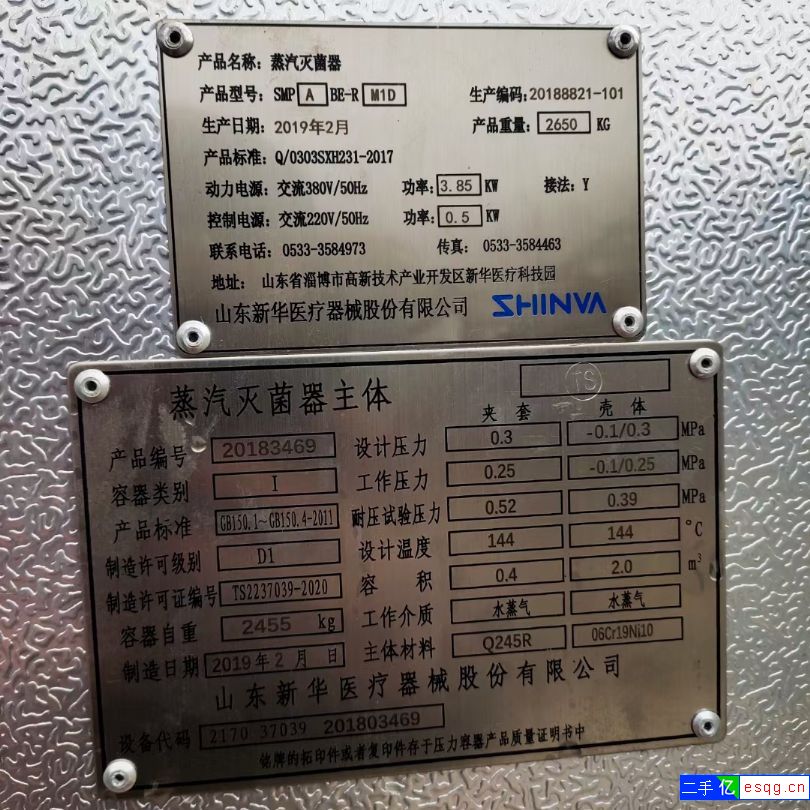 产品名称: 蒸汽灭菌器
产品型号: SMP A BE-R M1D 生产编码:20188821-101
生产日期: 2019年2月 产品重量: 2650 KG
产品标准: Q/0303SXH231-2017
动力电源: 交流380V/50Hz 功率: 3.85 KW 接法: Y
控制电源: 交流220V/50Hz 功率: 0.5 KW
联系电话: 0533-3584973 传真: 0533-3584463
地址: 山东省淄博市高新技术产业开发区新华医疗科技园
山东新华医疗器械股份有限公司 SHINVA
蒸汽灭菌器主体 TS
夹套 壳体
产品编号 20183469 设计压力 0.3 -0.1/0.3 MPa
容器类别 I 工作压力 0.25 -0.1/0.25 MPa
产品标准 GB150.1~GB150.4-2011 耐压试验压力 0.52 0.39 MPa
制造许可级别 D1 设计温度 144 144 °C
制造许可证编号 TS2237039-2020 容积 0.4 2.0 m³
容器自重 2455 kg 工作介质 水蒸气 水蒸气
制造日期 2019年2月 日 主体材料 Q245R 06Cr19Ni10
山东新华医疗器械股份有限公司
设备代码 2170 37039 201803469
铭牌的拓印件或者复印件存于压力容器产品质量证明书中
二手亿 esqg.cn